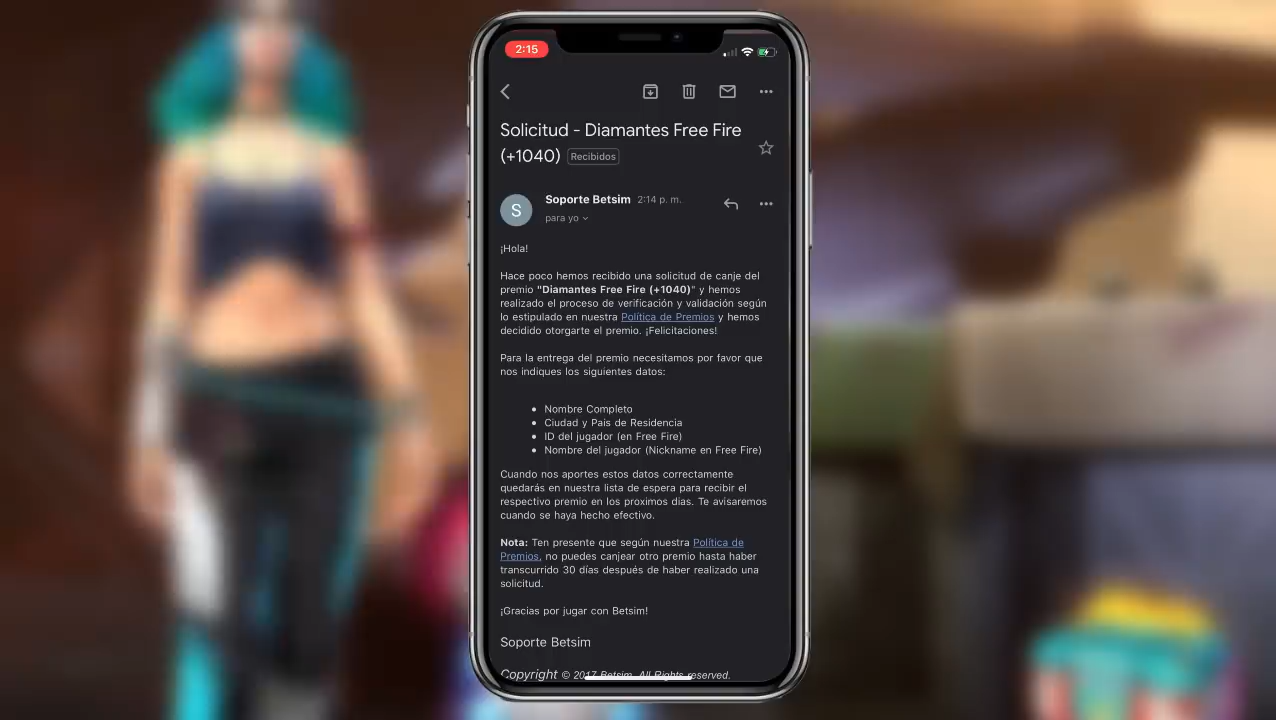 2:15
Solicitud - Diamantes Free Fire
(+1040) Recibidos
S
Soporte Betsim 2:14 p. m.
para yo
¡Hola!
Hace poco hemos recibido una solicitud de canje del
premio "Diamantes Free Fire (+1040)" y hemos
realizado el proceso de verificación y validación según
lo estipulado en nuestra Política de Premios y hemos
decidido otorgarte el premio. ¡Felicitaciones!
Para la entrega del premio necesitamos por favor que
nos indiques los siguientes datos:
• Nombre Completo
• Ciudad y País de Residencia
• ID del jugador (en Free Fire)
• Nombre del jugador (Nickname en Free Fire)
Cuando nos aportes estos datos correctamente
quedarás en nuestra lista de espera para recibir el
respectivo premio en los proximos días. Te avisaremos
cuando se haya hecho efectivo.
Nota: Ten presente que según nuestra Política de
Premios, no puedes canjear otro premio hasta haber
transcurrido 30 días después de haber realizado una
solicitud.
¡Gracias por jugar con Betsim!
Soporte Betsim
Copyright © 2017 Betsim, All Rights reserved.